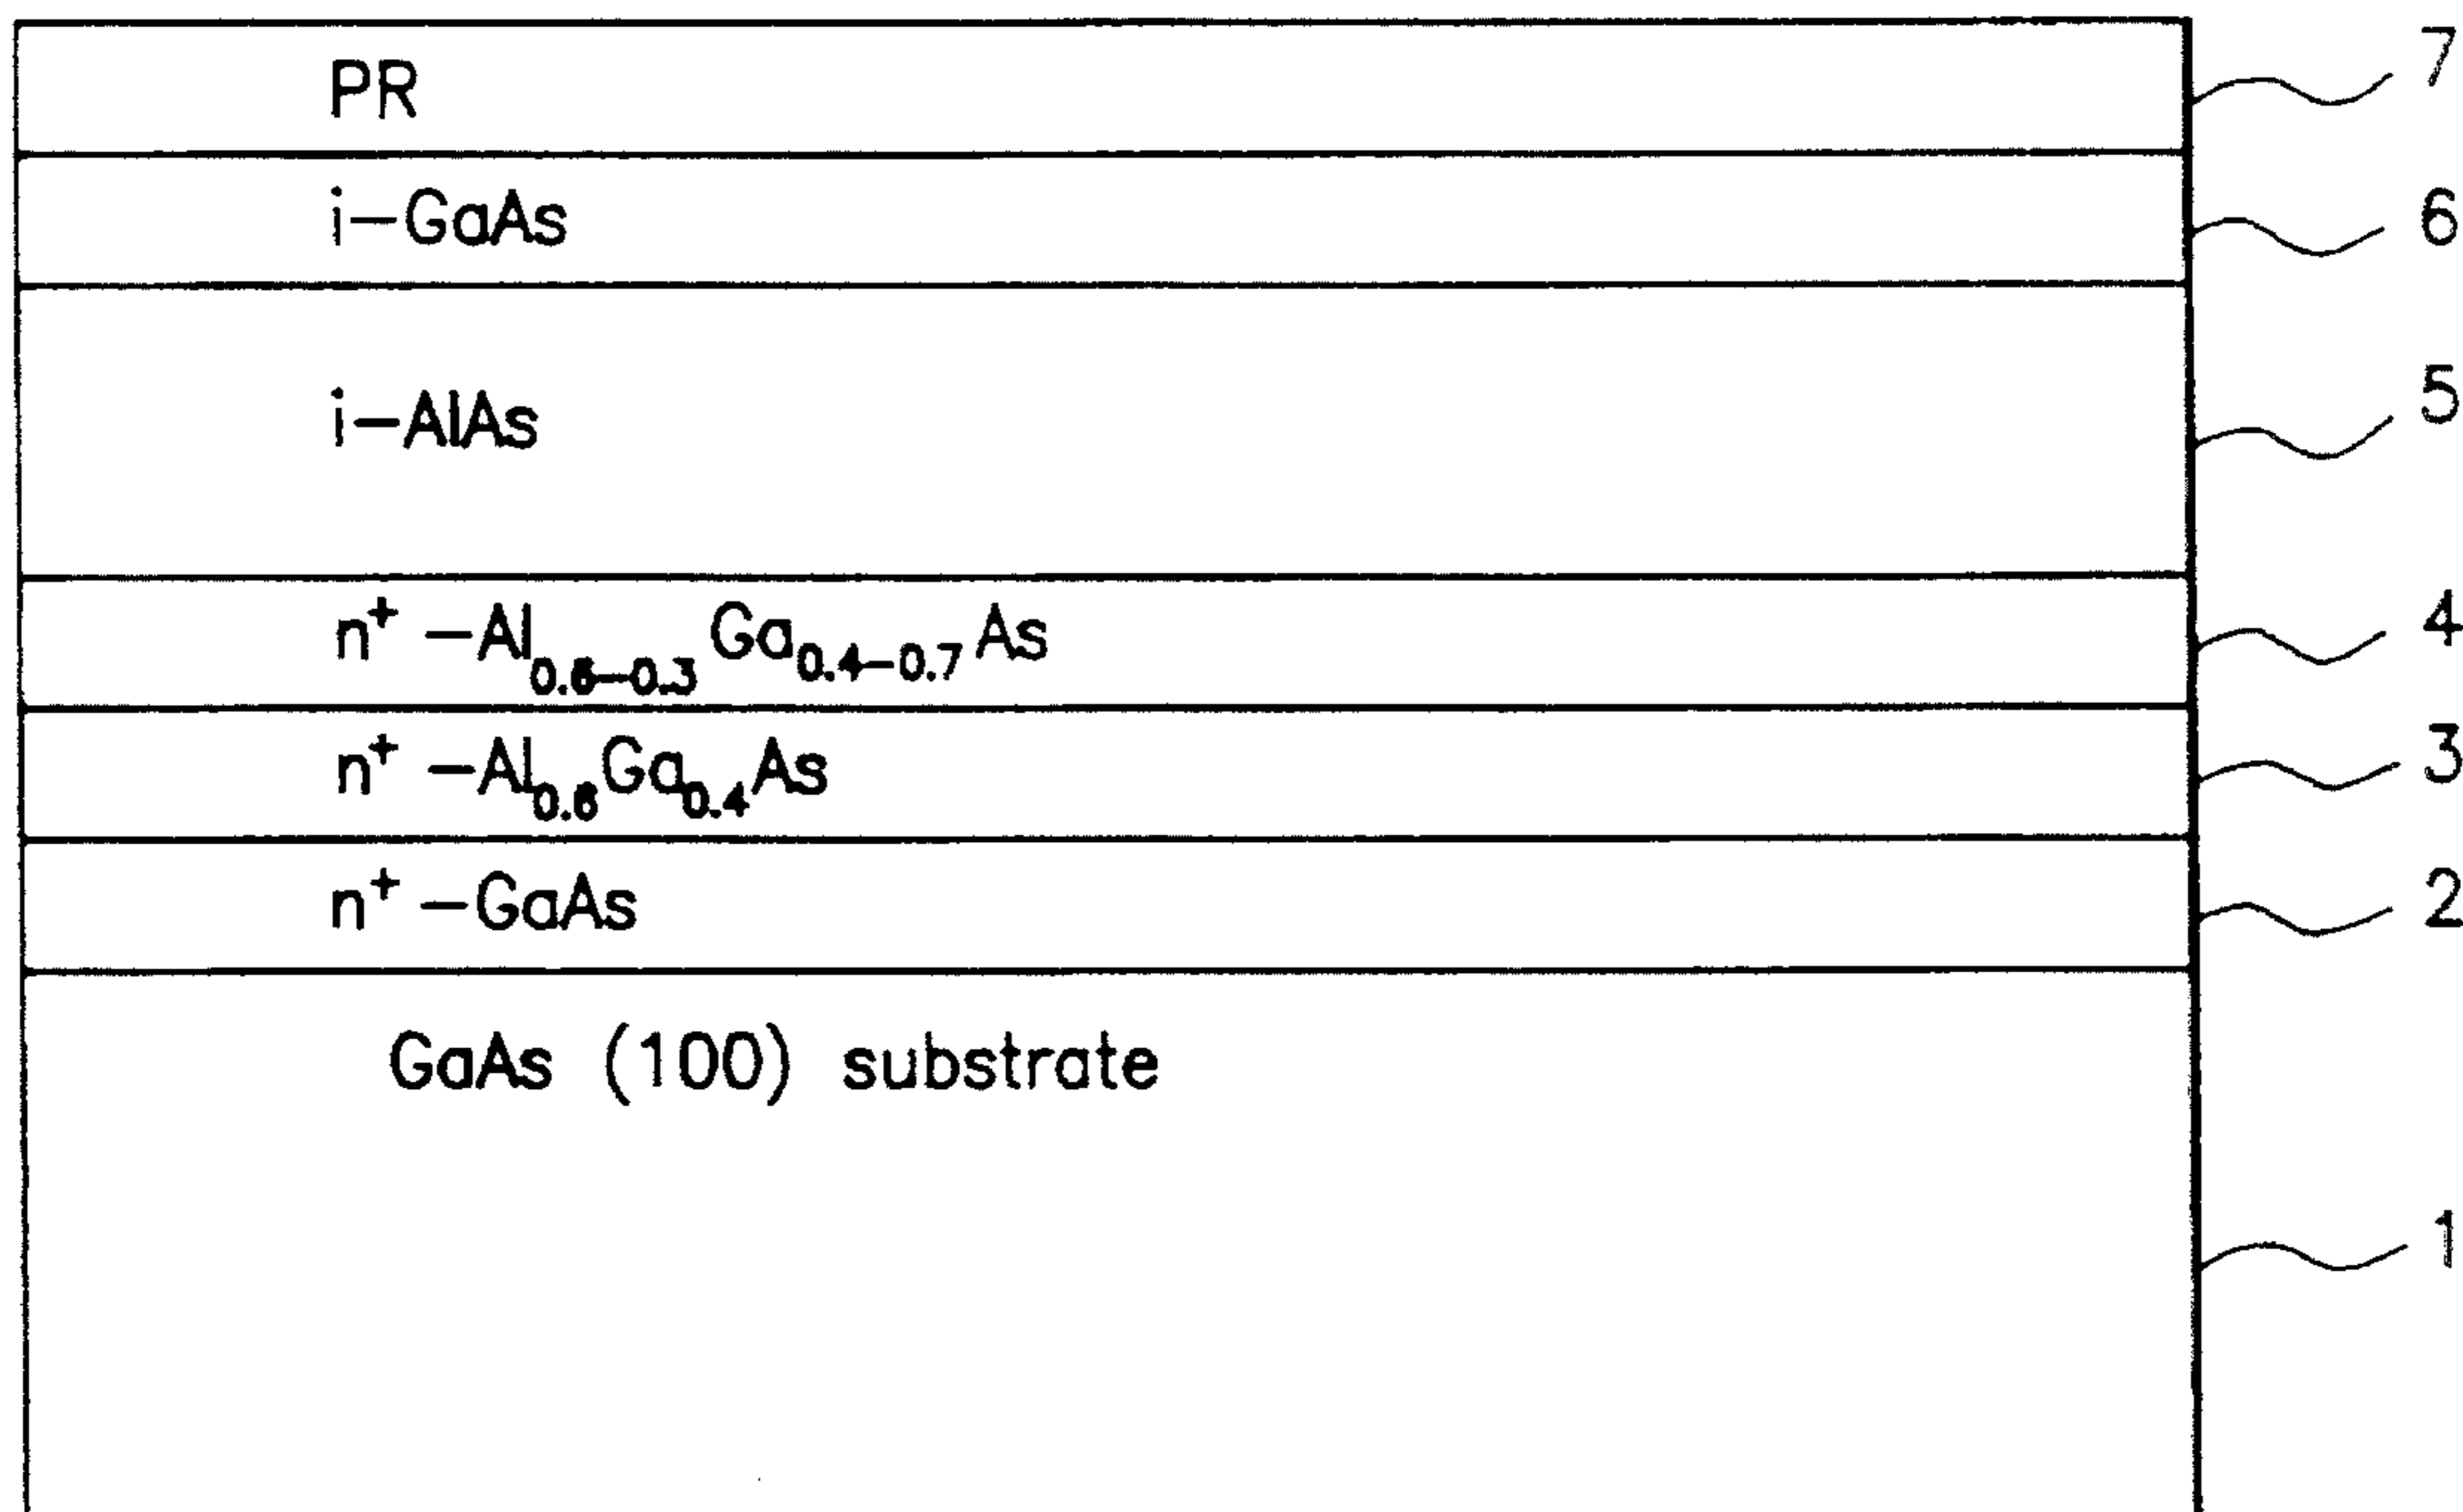 PR 7
i-GaAs 6
i-AlAs 5
n⁺-Al₀.₆₋₀.₃Ga₀.₄₋₀.₇As 4
n⁺-Al₀.₆Ga₀.₄As 3
n⁺-GaAs 2
GaAs (100) substrate
1